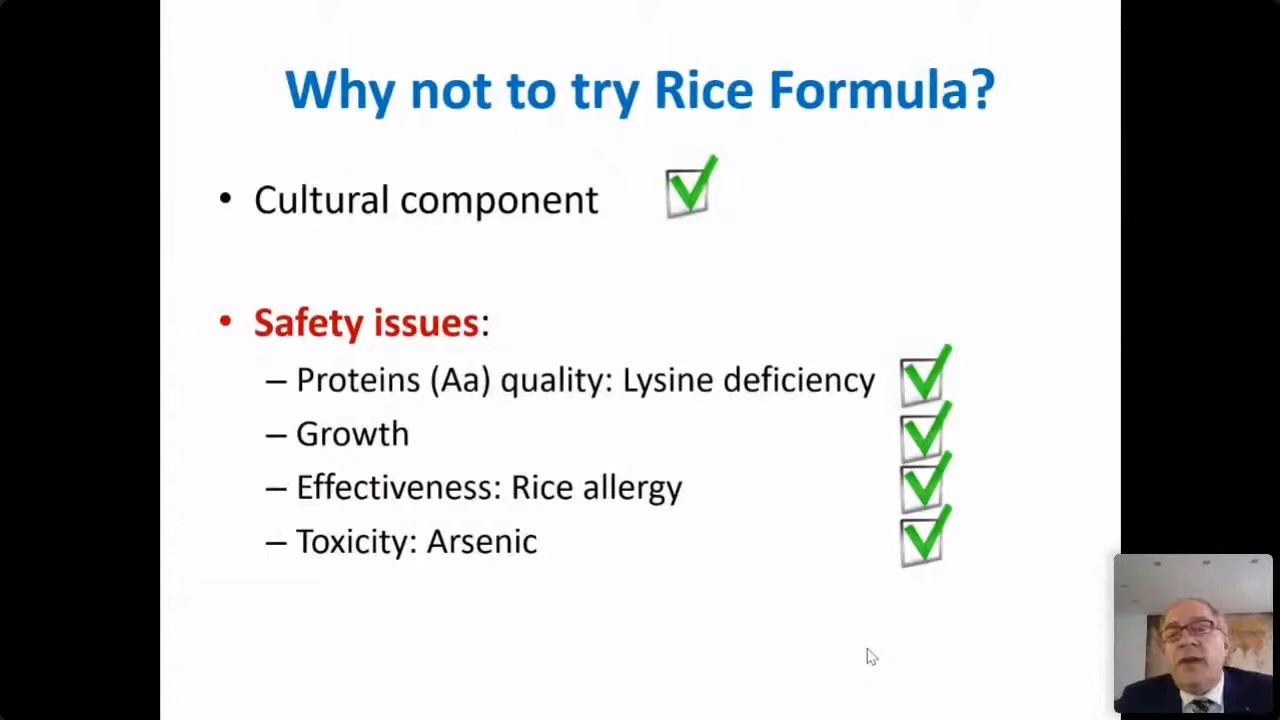 Why not to try Rice Formula?
• Cultural component
• Safety issues:
– Proteins (Aa) quality: Lysine deficiency
– Growth
– Effectiveness: Rice allergy
– Toxicity: Arsenic